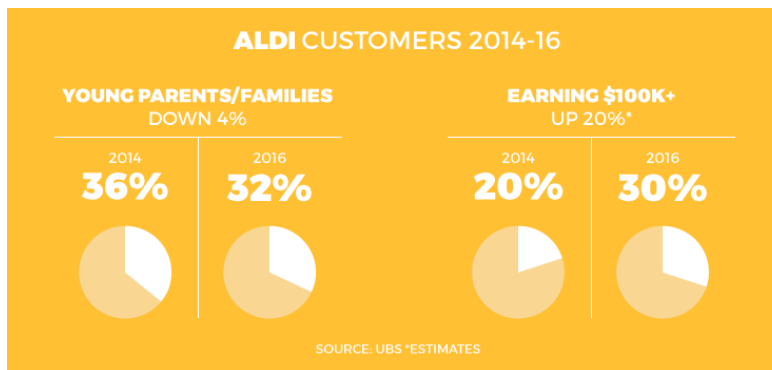 ALDI CUSTOMERS 2014-16
YOUNG PARENTS/FAMILIES
DOWN 4%
2014
36%
2016
32%
EARNING $100K+
UP 20%*
2014
20%
2016
30%
SOURCE: UBS *ESTIMATES